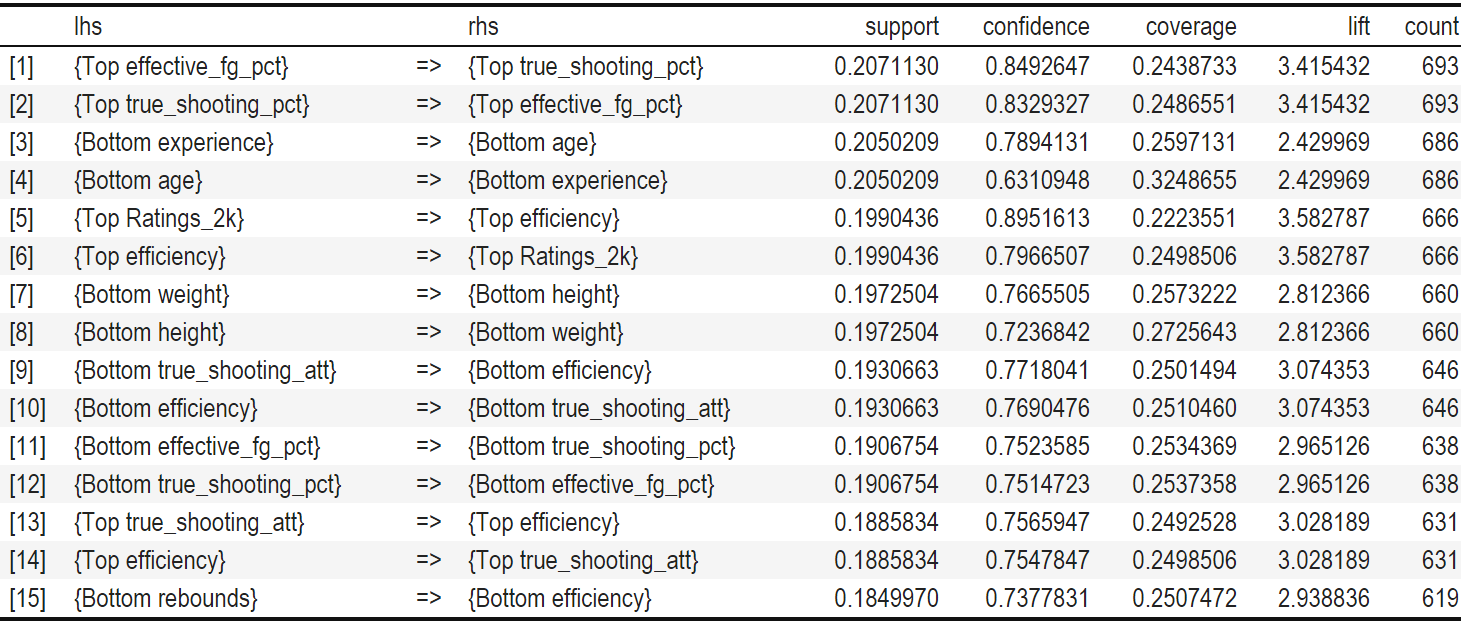 lhs rhs support confidence coverage lift count
[1] {Top effective_fg_pct} => {Top true_shooting_pct} 0.2071130 0.8492647 0.2438733 3.415432 693
[2] {Top true_shooting_pct} => {Top effective_fg_pct} 0.2071130 0.8329327 0.2486551 3.415432 693
[3] {Bottom experience} => {Bottom age} 0.2050209 0.7894131 0.2597131 2.429969 686
[4] {Bottom age} => {Bottom experience} 0.2050209 0.6310948 0.3248655 2.429969 686
[5] {Top Ratings_2k} => {Top efficiency} 0.1990436 0.8951613 0.2223551 3.582787 666
[6] {Top efficiency} => {Top Ratings_2k} 0.1990436 0.7966507 0.2498506 3.582787 666
[7] {Bottom weight} => {Bottom height} 0.1972504 0.7665505 0.2573222 2.812366 660
[8] {Bottom height} => {Bottom weight} 0.1972504 0.7236842 0.2725643 2.812366 660
[9] {Bottom true_shooting_att} => {Bottom efficiency} 0.1930663 0.7718041 0.2501494 3.074353 646
[10] {Bottom efficiency} => {Bottom true_shooting_att} 0.1930663 0.7690476 0.2510460 3.074353 646
[11] {Bottom effective_fg_pct} => {Bottom true_shooting_pct} 0.1906754 0.7523585 0.2534369 2.965126 638
[12] {Bottom true_shooting_pct} => {Bottom effective_fg_pct} 0.1906754 0.7514723 0.2537358 2.965126 638
[13] {Top true_shooting_att} => {Top efficiency} 0.1885834 0.7565947 0.2492528 3.028189 631
[14] {Top efficiency} => {Top true_shooting_att} 0.1885834 0.7547847 0.2498506 3.028189 631
[15] {Bottom rebounds} => {Bottom efficiency} 0.1849970 0.7377831 0.2507472 2.938836 619